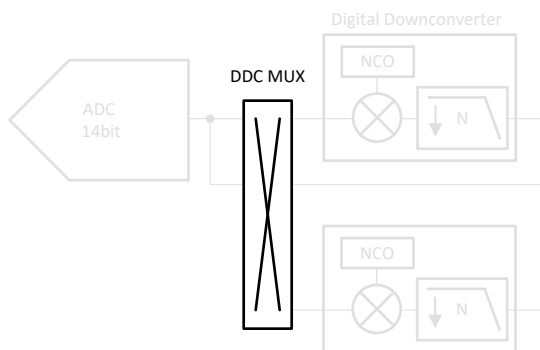 Digital Downconverter
NCO
DDC MUX
ADC
14bit
N
NCO
N